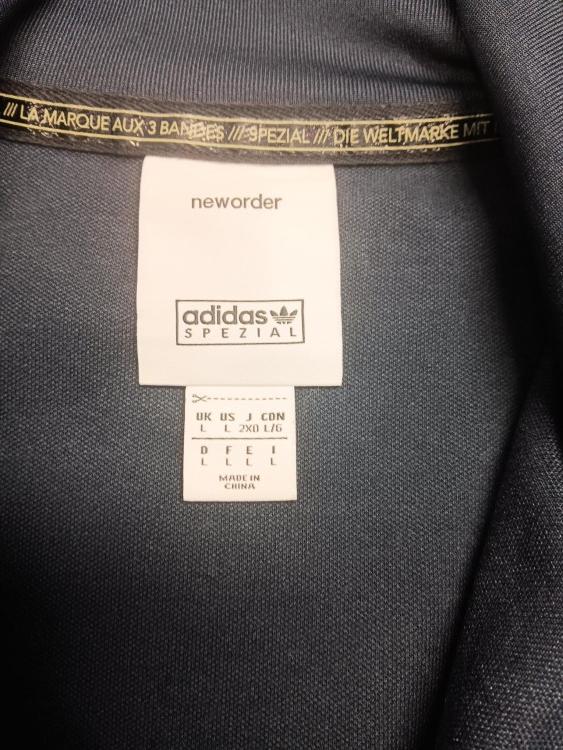 /// LA MARQUE AUX 3 BANDES /// SPEZIAL /// DIE WELTMARKE MIT
neworder
adidas
SPEZIAL
UK US J CDN
L L 2XO L/G
D F E I
L L L L
MADE IN
CHINA